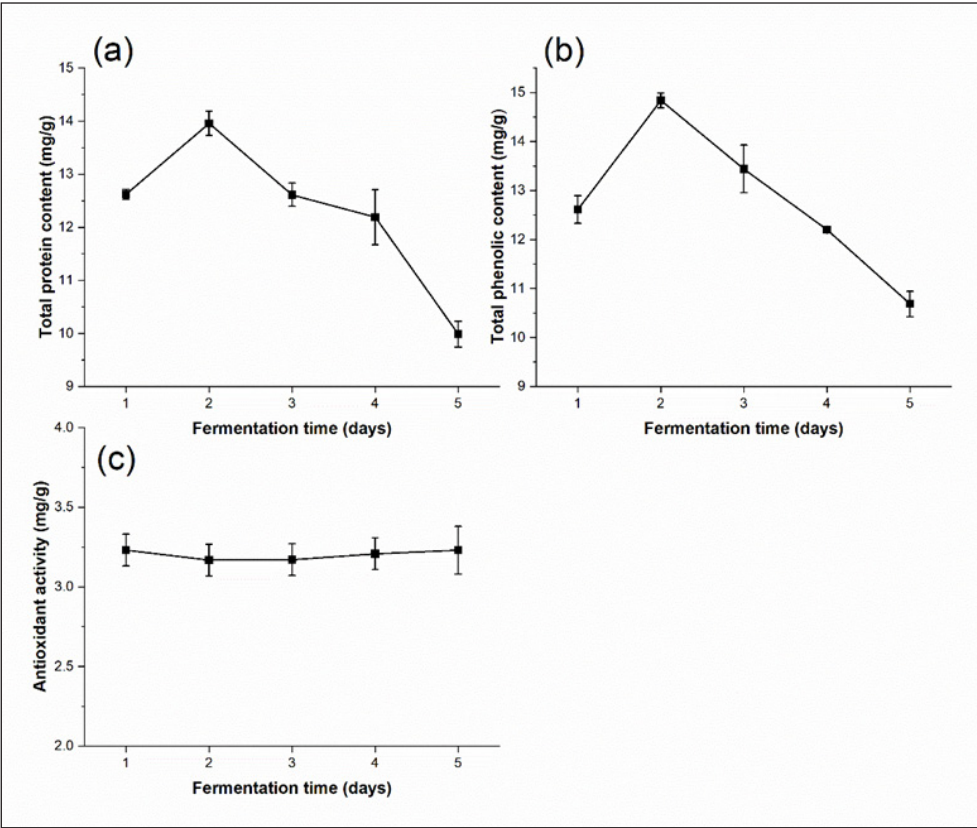 (a)
Total protein content (mg/g)
15
14
13
12
11
10
9
1 2 3 4 5
Fermentation time (days)
(b)
Total phenolic content (mg/g)
15
14
13
12
11
10
9
1 2 3 4 5
Fermentation time (days)
(c)
Antioxidant activity (mg/g)
4.0
3.5
3.0
2.5
2.0
1 2 3 4 5
Fermentation time (days)